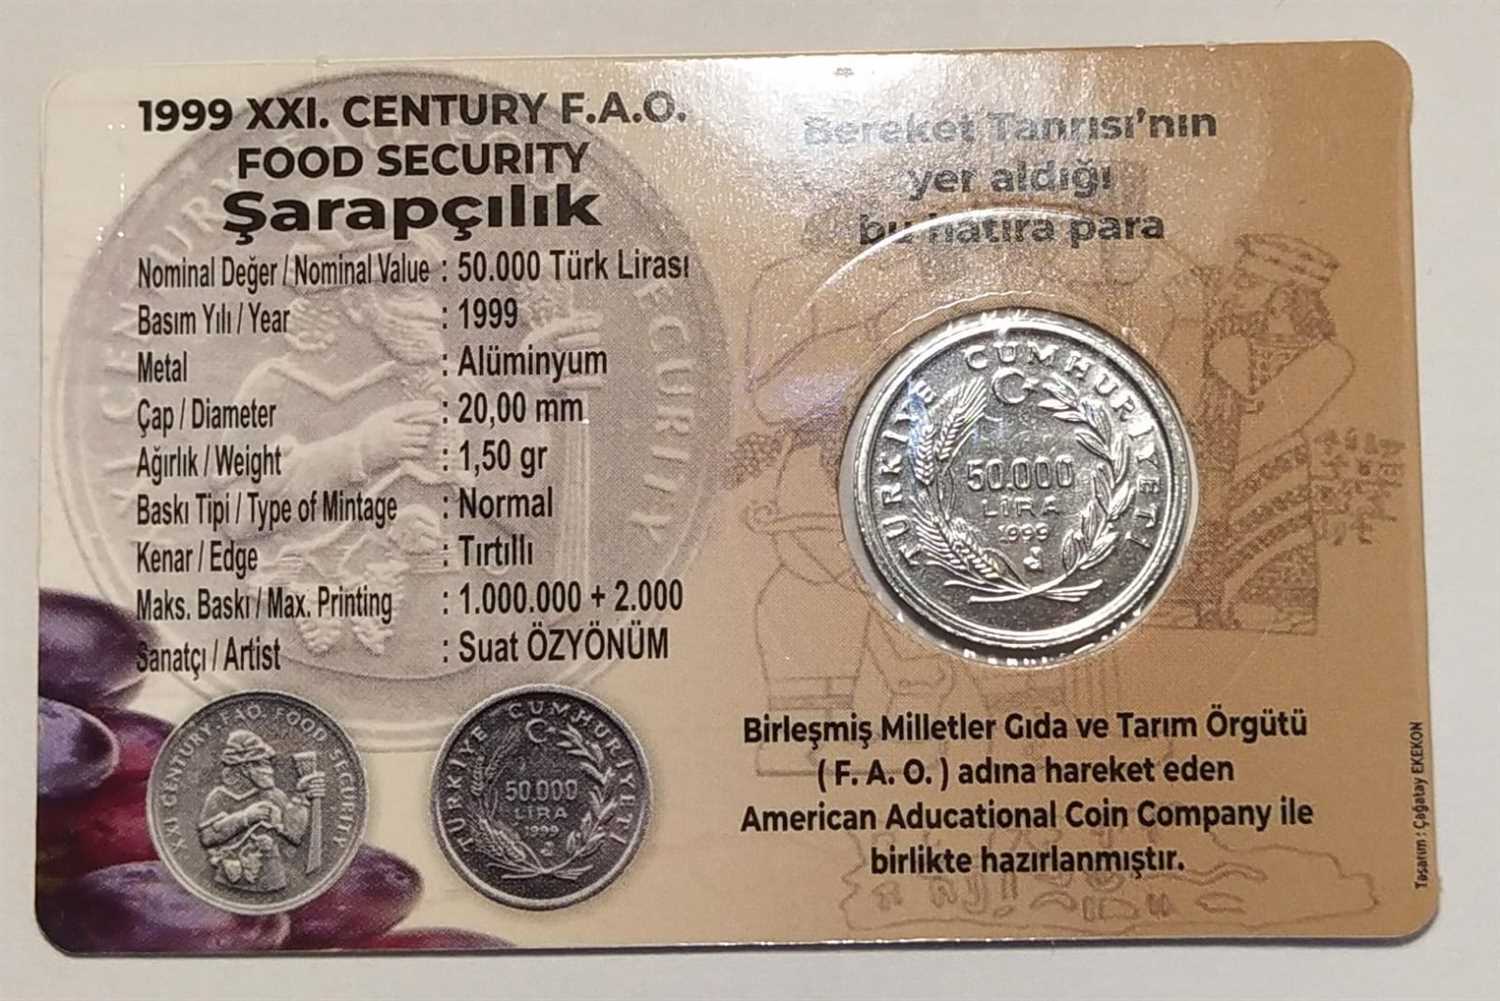 1999 XXI. CENTURY F.A.O.
FOOD SECURITY
Şarapçılık
Nominal Değer / Nominal Value : 50.000 Türk Lirası
Basım Yılı / Year : 1999
Metal : Alüminyum
Çap / Diameter : 20,00 mm
Ağırlık / Weight : 1,50 gr
Baskı Tipi / Type of Mintage : Normal
Kenar / Edge : Tırtıllı
Maks. Baskı / Max. Printing : 1.000.000 + 2.000
Sanatçı / Artist : Suat ÖZYÖNÜM
XXI CENTURY. FAO. FOOD SECURITY
TÜRKİYE CUMHURİYETİ
50.000
LİRA
1999
Bereket Tanrısı'nın
yer aldığı
bu hatıra para
TÜRKİYE CUMHURİYETİ
50.000
LİRA
1999
Birleşmiş Milletler Gıda ve Tarım Örgütü
( F. A. O. ) adına hareket eden
American Aducational Coin Company ile
birlikte hazırlanmıştır.
Tasarım : Çağatay EKEKON
XXI CENTURY SECURITY